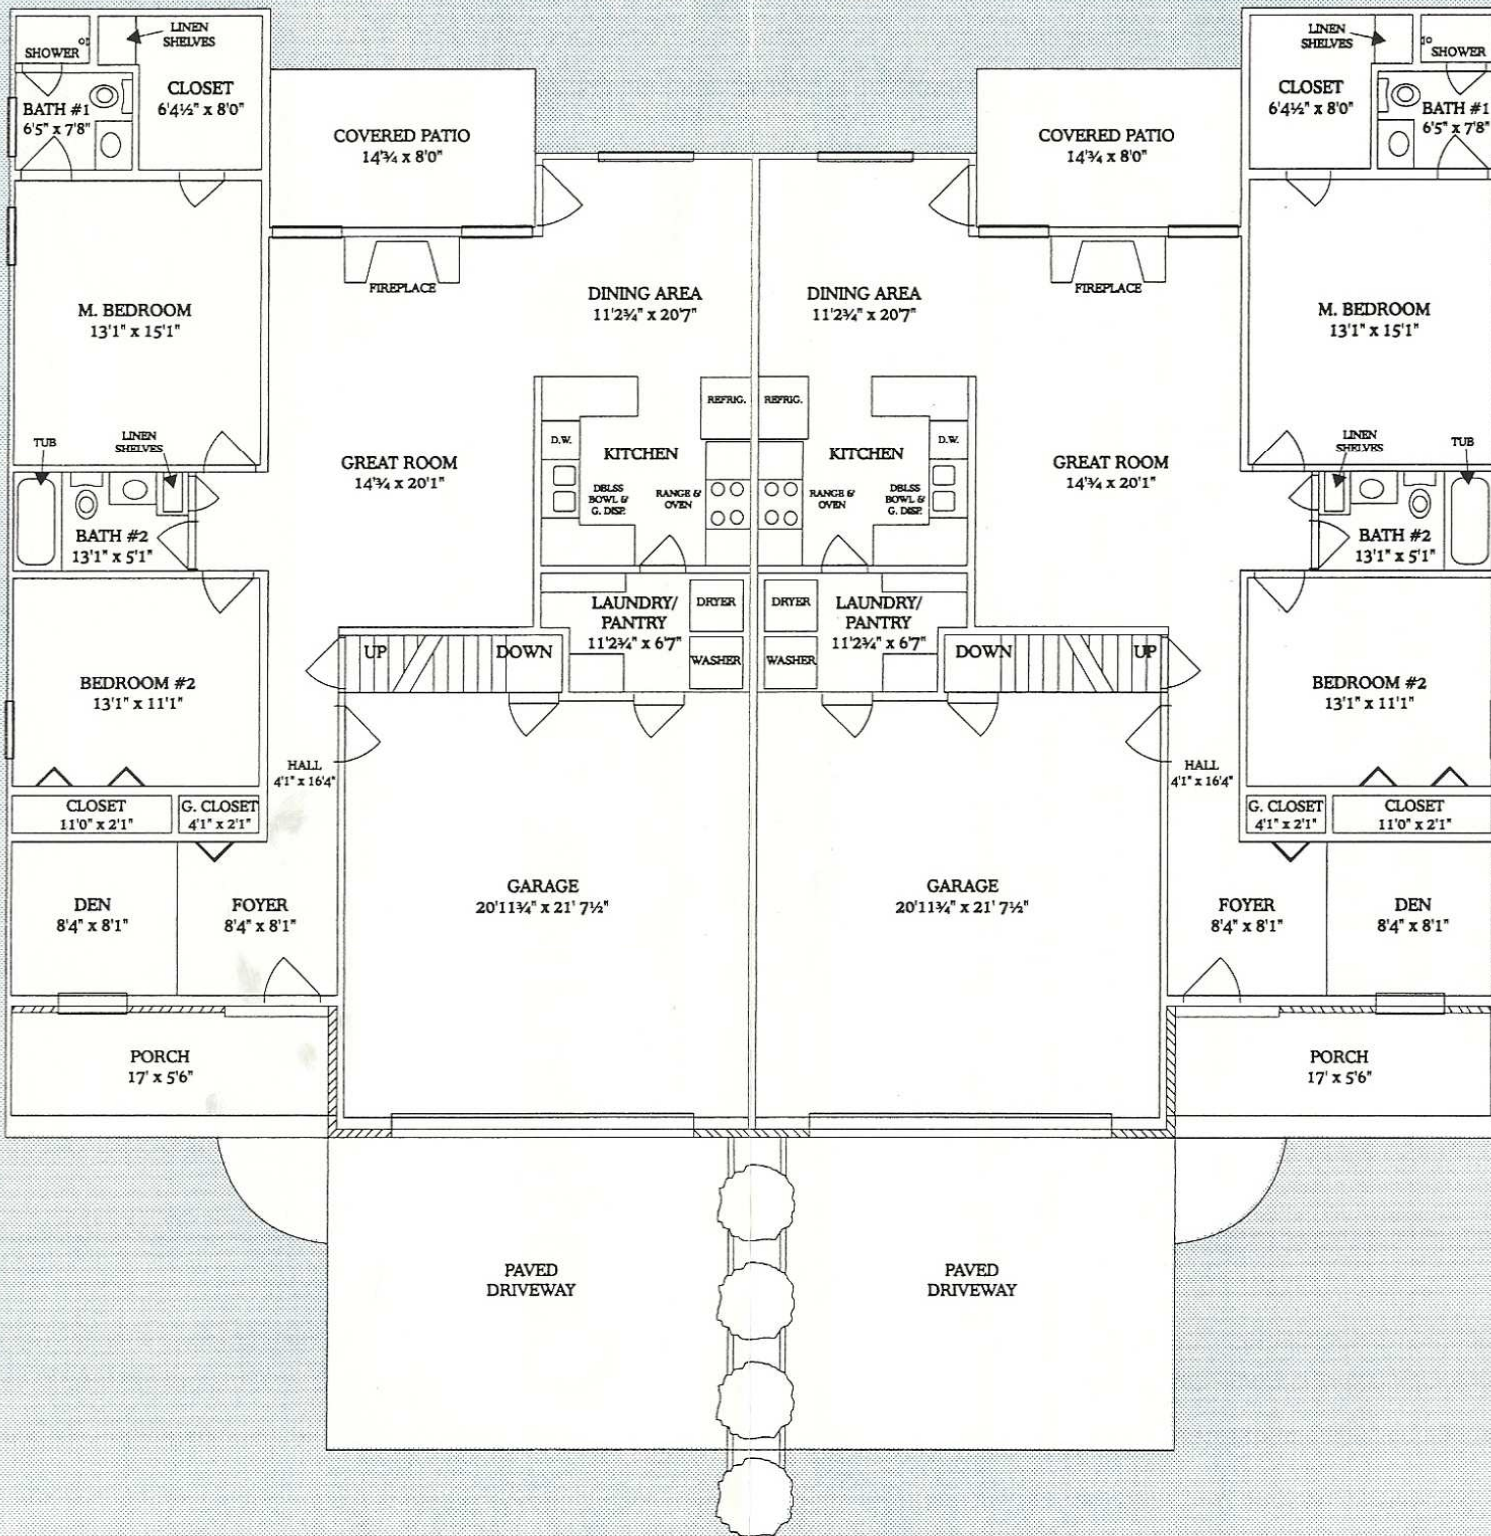 SHOWER
LINEN
SHELVES
CLOSET
6'4½" x 8'0"
BATH #1
6'5" x 7'8"
COVERED PATIO
14'¾ x 8'0"
COVERED PATIO
14'¾ x 8'0"
LINEN
SHELVES
SHOWER
CLOSET
6'4½" x 8'0"
BATH #1
6'5" x 7'8"
M. BEDROOM
13'1" x 15'1"
FIREPLACE
DINING AREA
11'2¾" x 20'7"
DINING AREA
11'2¾" x 20'7"
FIREPLACE
M. BEDROOM
13'1" x 15'1"
TUB
LINEN
SHELVES
GREAT ROOM
14'¾ x 20'1"
D.W.
KITCHEN
REFRIG.
DBLSS
BOWL &
G. DISP.
RANGE &
OVEN
REFRIG.
KITCHEN
D.W.
RANGE &
OVEN
DBLSS
BOWL &
G. DISP.
GREAT ROOM
14'¾ x 20'1"
LINEN
SHELVES
TUB
BATH #2
13'1" x 5'1"
BATH #2
13'1" x 5'1"
LAUNDRY/
PANTRY
11'2¾" x 6'7"
DRYER
WASHER
DRYER
WASHER
LAUNDRY/
PANTRY
11'2¾" x 6'7"
UP
DOWN
DOWN
UP
BEDROOM #2
13'1" x 11'1"
BEDROOM #2
13'1" x 11'1"
HALL
4'1" x 16'4"
HALL
4'1" x 16'4"
CLOSET
11'0" x 2'1"
G. CLOSET
4'1" x 2'1"
G. CLOSET
4'1" x 2'1"
CLOSET
11'0" x 2'1"
DEN
8'4" x 8'1"
FOYER
8'4" x 8'1"
GARAGE
20'11¾" x 21' 7½"
GARAGE
20'11¾" x 21' 7½"
FOYER
8'4" x 8'1"
DEN
8'4" x 8'1"
PORCH
17' x 5'6"
PORCH
17' x 5'6"
PAVED
DRIVEWAY
PAVED
DRIVEWAY